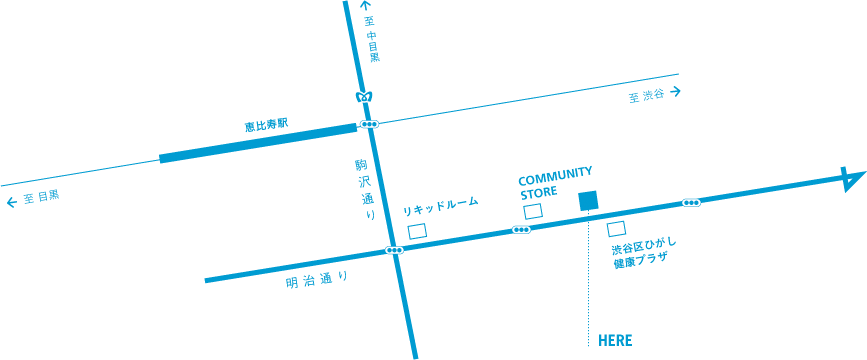 至 中目黒
至 渋谷
恵比寿駅
至 目黒
駒沢通り
リキッドルーム
COMMUNITY
STORE
渋谷区ひがし
健康プラザ
明治通り
HERE